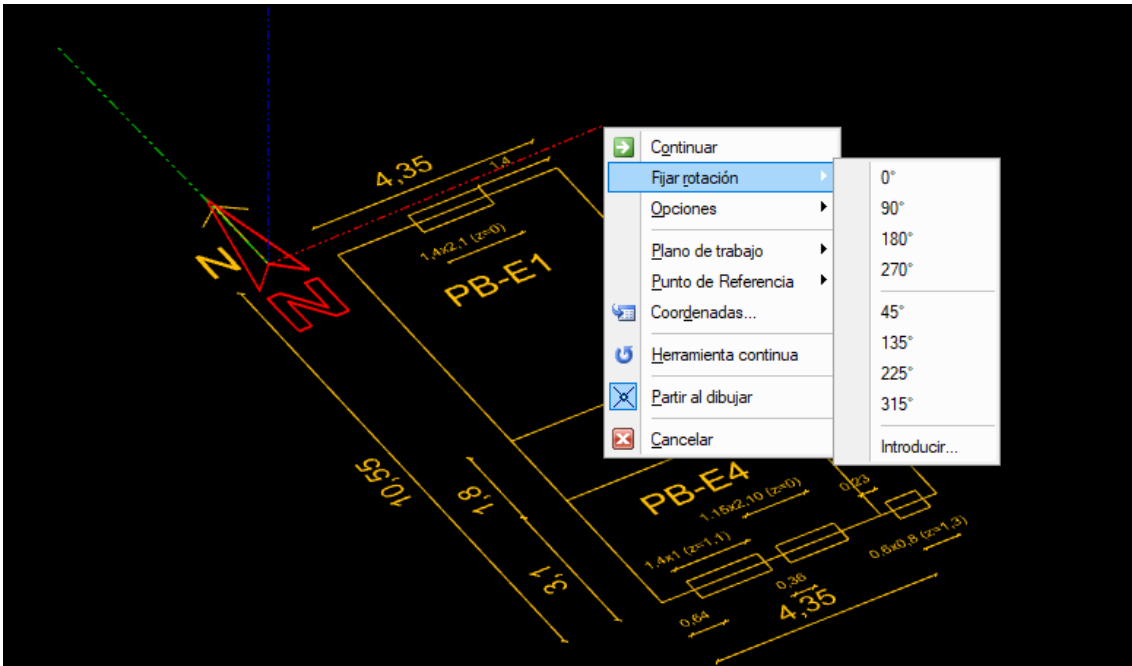 4,35
1,4
1,4x2,1 (z=0)
PB-E1
N
N
Continuar
Fijar rotación
Opciones
Plano de trabajo
Punto de Referencia
Coordenadas...
Herramienta continua
Partir al dibujar
Cancelar
0°
90°
180°
270°
45°
135°
225°
315°
Introducir...
10,55
1,8
3,1
PB-E4
1.15x2,10 (z=0)
0,23
1,4x1 (z=1,1)
0,6x0,8 (z=1,3)
0,36
0,64
4,35